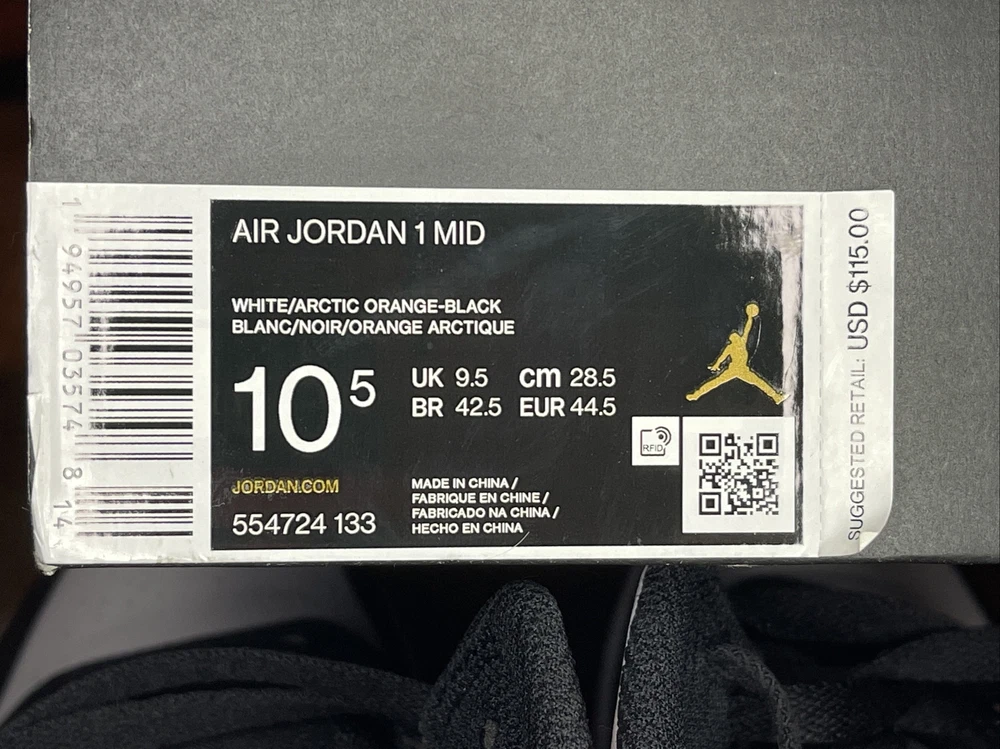 AIR JORDAN 1 MID
WHITE/ARCTIC ORANGE-BLACK
BLANC/NOIR/ORANGE ARCTIQUE
10 5
UK 9.5 cm 28.5
BR 42.5 EUR 44.5
RFID
JORDAN.COM
554724 133
MADE IN CHINA /
FABRIQUE EN CHINE /
FABRICADO NA CHINA /
HECHO EN CHINA
1 94957 03574 8 14
SUGGESTED RETAIL: USD $115.00